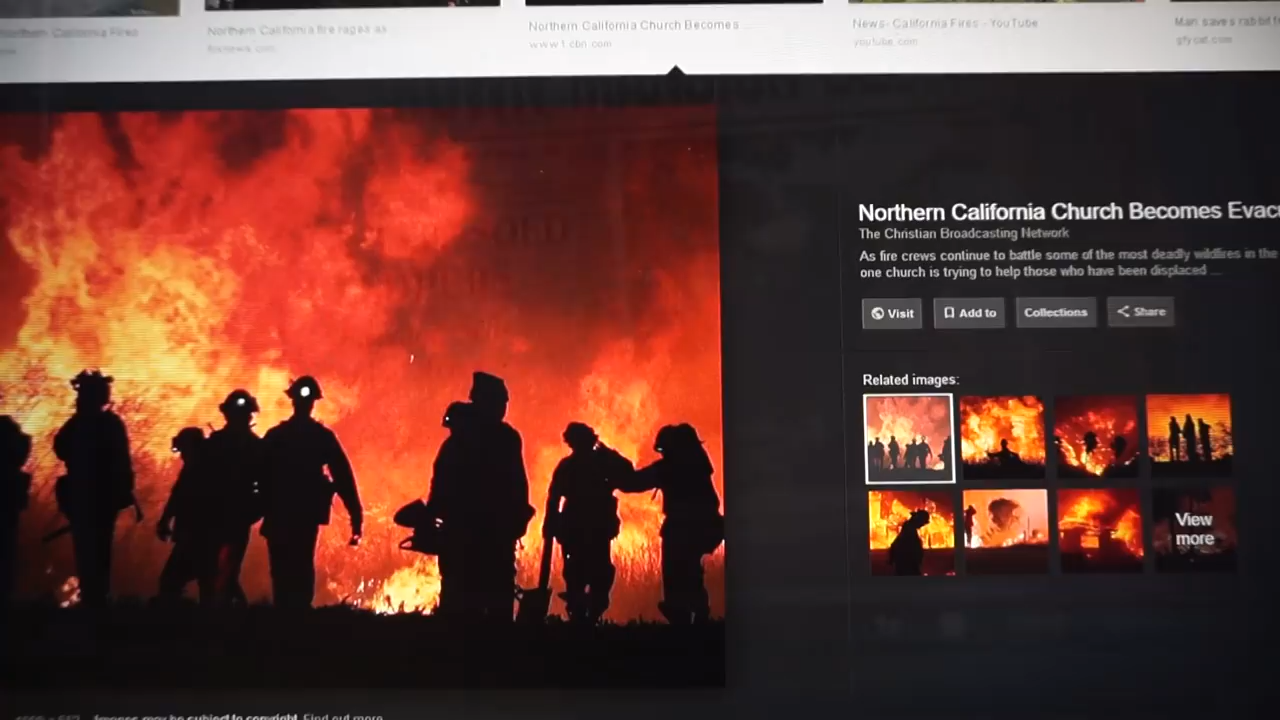 Northern California Fires
Northern California fire rages as
foxnews.com
Northern California Church Becomes ...
www1.cbn.com
News- California Fires - YouTube
youtube.com
Man saves rabbit f
gfycat.com
Northern California Church Becomes Evac
The Christian Broadcasting Network
As fire crews continue to battle some of the most deadly wildfires in the
one church is trying to help those who have been displaced ...
Visit
Add to
Collections
Share
Related images:
View
more
Images may be subject to copyright. Find out more